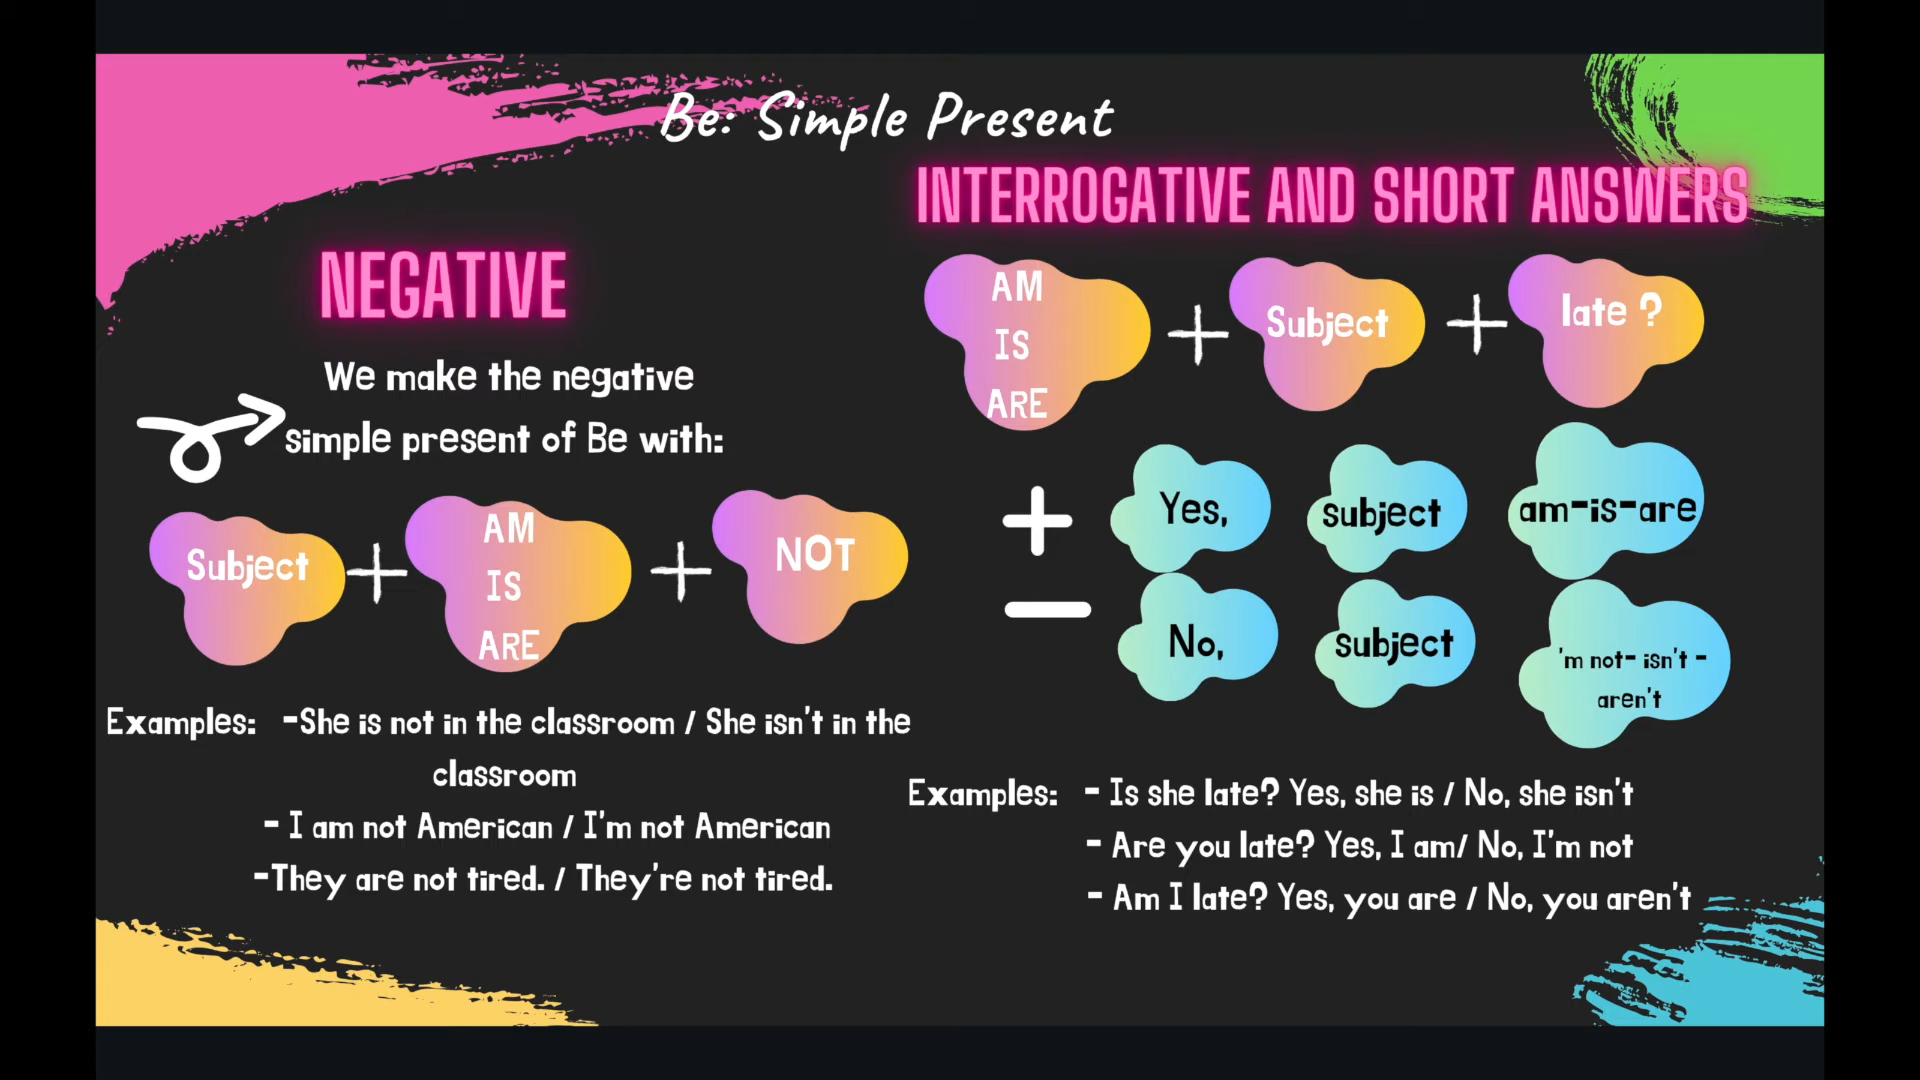 Be: Simple Present
NEGATIVE
We make the negative
simple present of Be with:
Subject + AM + NOT
IS
ARE
Examples: -She is not in the classroom / She isn't in the
classroom
- I am not American / I'm not American
-They are not tired. / They're not tired.
INTERROGATIVE AND SHORT ANSWERS
AM + Subject + late ?
IS
ARE
+ Yes, subject am-is-are
- No, subject 'm not- isn't -
aren't
Examples: - Is she late? Yes, she is / No, she isn't
- Are you late? Yes, I am/ No, I'm not
- Am I late? Yes, you are / No, you aren't